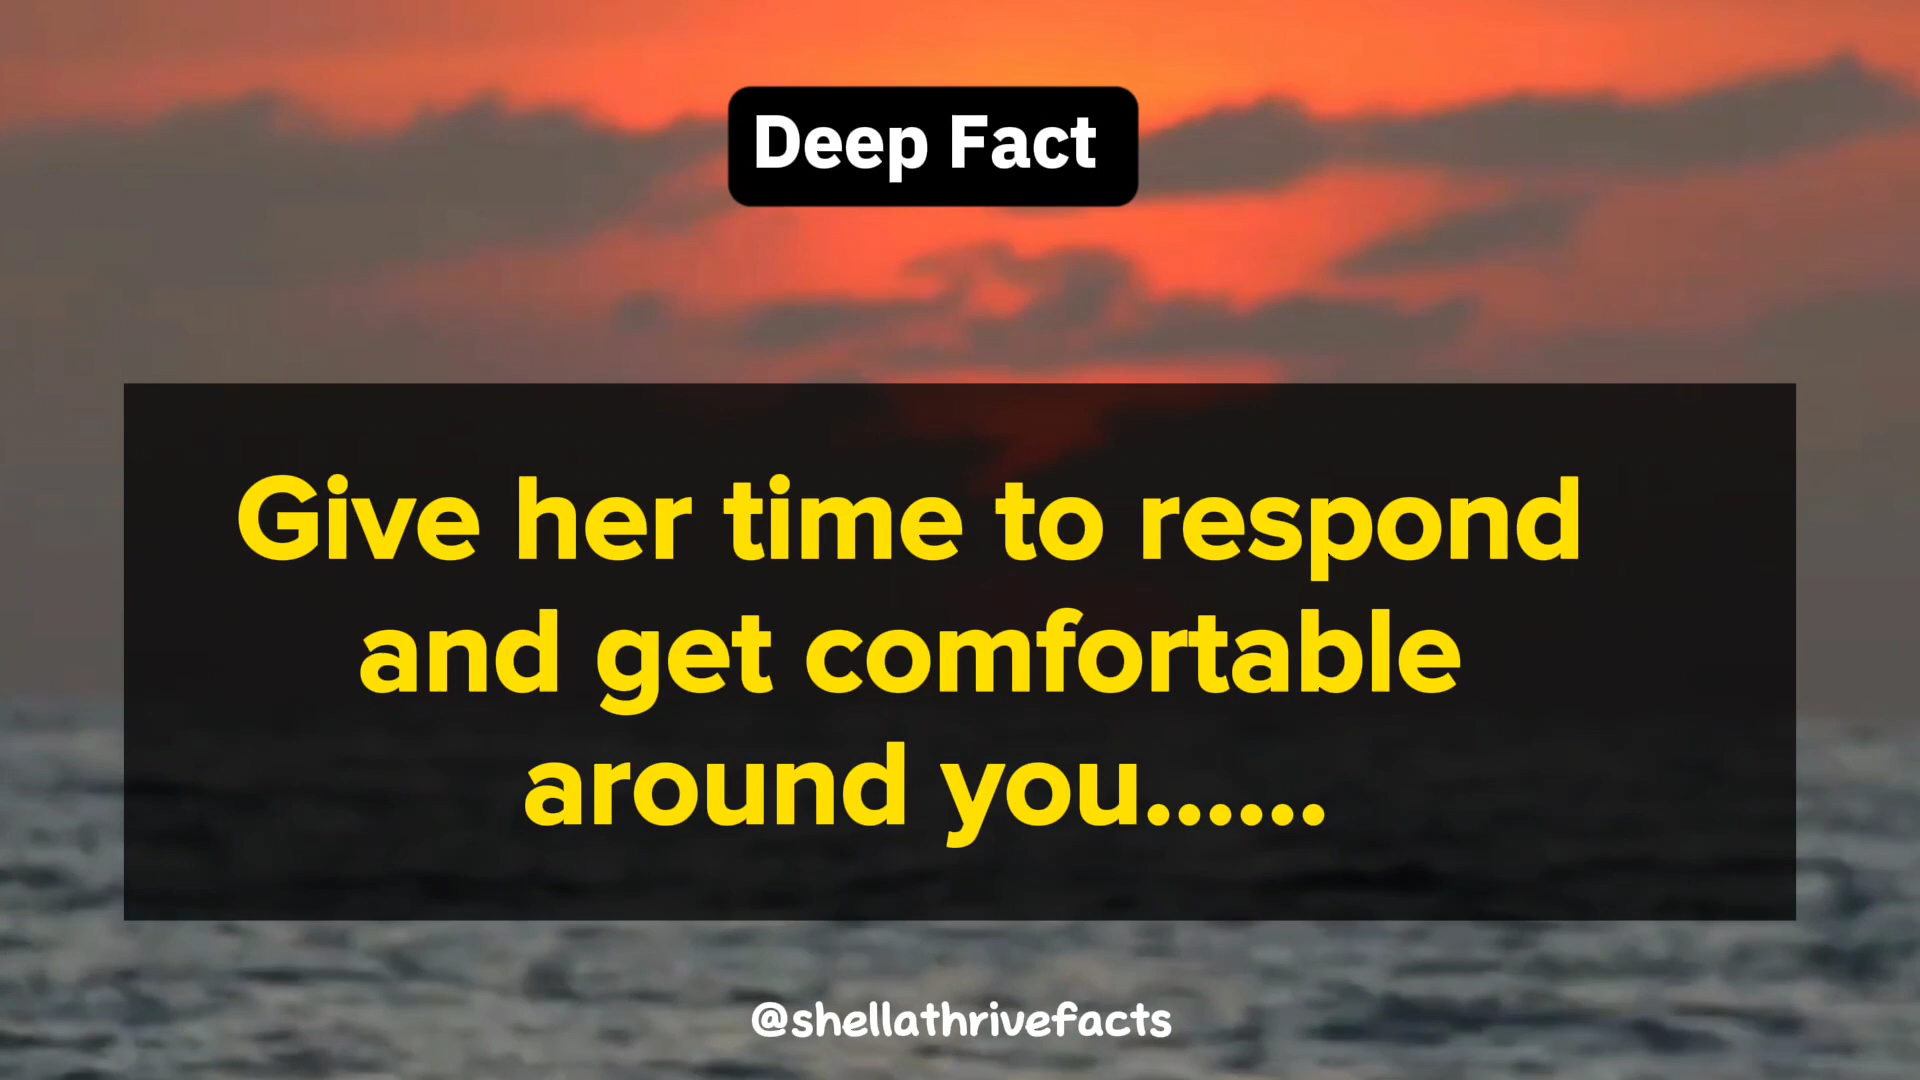 Deep Fact
Give her time to respond
and get comfortable
around you......
@shellathrivefacts